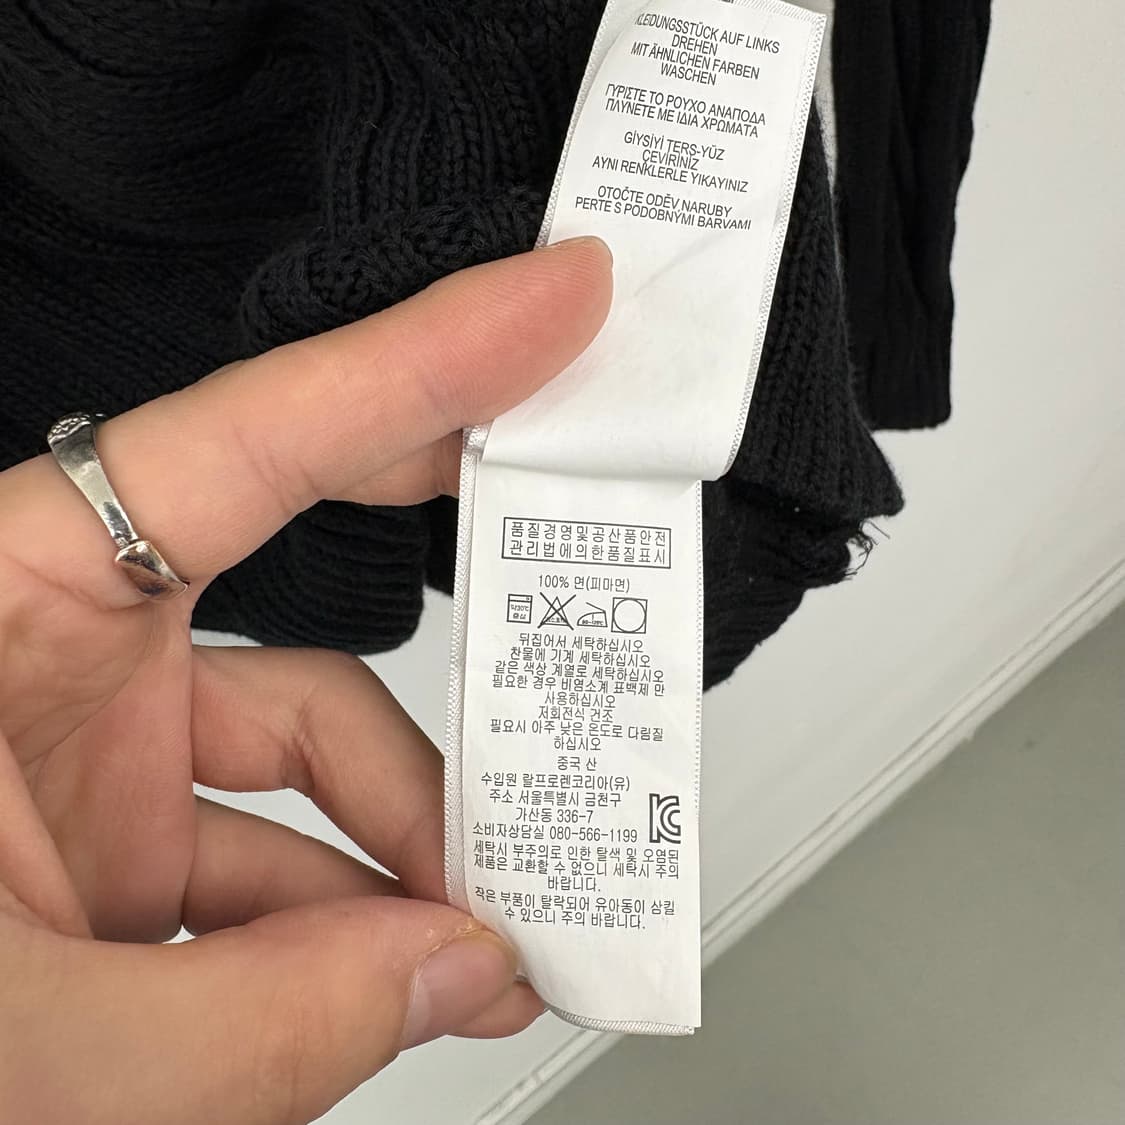 KLEIDUNGSSTÜCK AUF LINKS
DREHEN
MIT ÄHNLICHEN FARBEN
WASCHEN
ΓΥΡΙΣΤΕ ΤΟ ΡΟΥΧΟ ΑΝΑΠΟΔΑ
ΠΛΥΝΕΤΕ ΜΕ ΙΔΙΑ ΧΡΩΜΑΤΑ
GİYSİYİ TERS-YÜZ
ÇEVİRİNİZ
AYNI RENKLERLE YIKAYINIZ
OTOČTE ODĚV NARUBY
PERTE S PODOBNÝMI BARVAMI
품질경영및공산품안전
관리법에의한품질표시
100% 면(피마면)
약30℃
중성
뒤집어서 세탁하십시오
찬물에 기계 세탁하십시오
같은 색상 계열로 세탁하십시오
필요한 경우 비염소계 표백제 만
사용하십시오
저회전식 건조
필요시 아주 낮은 온도로 다림질
하십시오
중국 산
수입원 랄프로렌코리아(유)
주소 서울특별시 금천구
가산동 336-7
소비자상담실 080-566-1199
세탁시 부주의로 인한 탈색 및 오염된
제품은 교환할 수 없으니 세탁시 주의
바랍니다.
작은 부품이 탈락되어 유아동이 삼킬
수 있으니 주의 바랍니다.